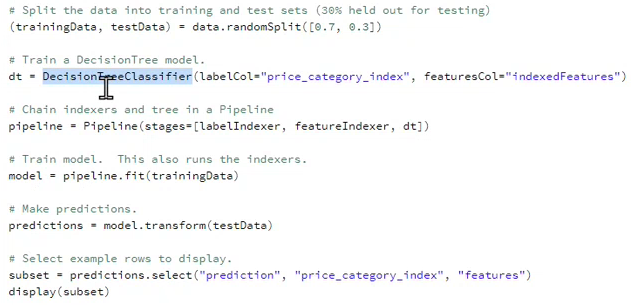 # Split the data into training and test sets (30% held out for testing)
(trainingData, testData) = data.randomSplit([0.7, 0.3])
# Train a DecisionTree model.
dt = DecisionTreeClassifier(labelCol="price_category_index", featuresCol="indexedFeatures")
# Chain indexers and tree in a Pipeline
pipeline = Pipeline(stages=[labelIndexer, featureIndexer, dt])
# Train model.  This also runs the indexers.
model = pipeline.fit(trainingData)
# Make predictions.
predictions = model.transform(testData)
# Select example rows to display.
subset = predictions.select("prediction", "price_category_index", "features")
display(subset)